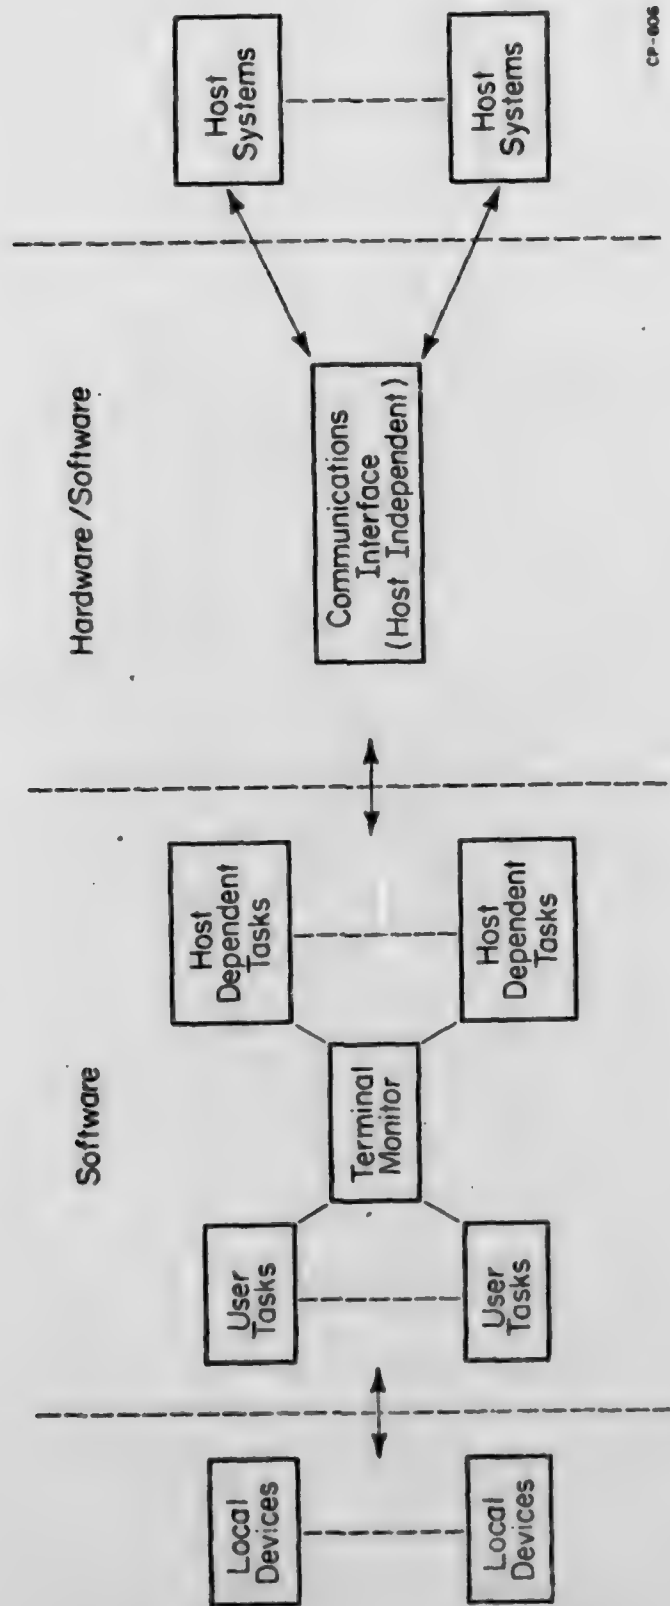 Software
Hardware/Software
Local
Devices
Local
Devices
User
Tasks
User
Tasks
Terminal
Monitor
Host
Dependent
Tasks
Host
Dependent
Tasks
Communications
Interface
(Host Independent)
Host
Systems
Host
Systems
CP-606